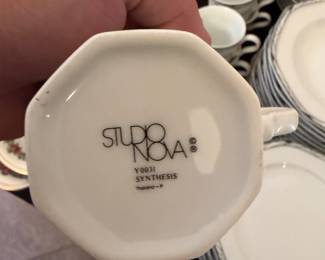 STUDIO
NOVA ©®
Y0031
SYNTHESIS